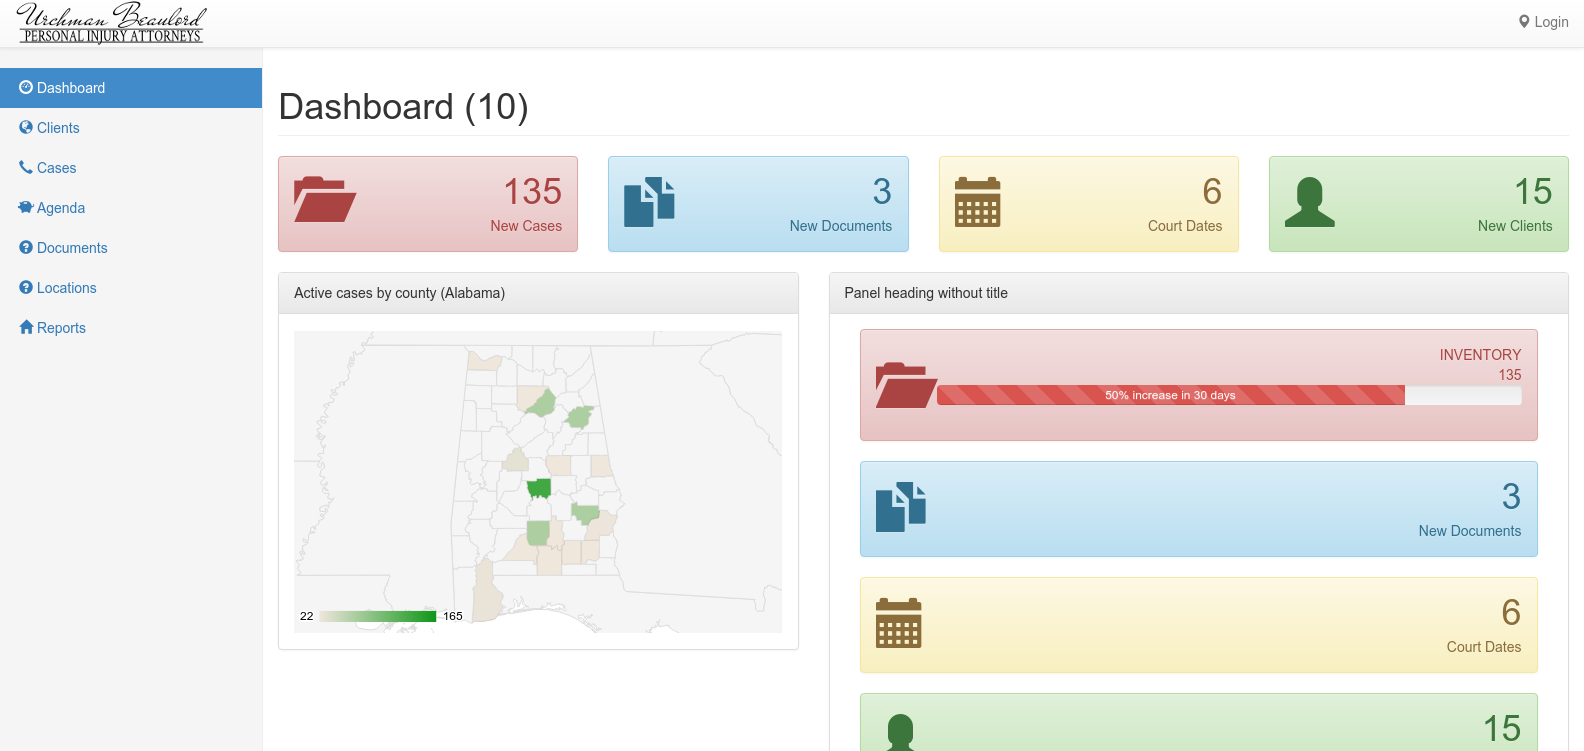 Urchman Beauford
PERSONAL INJURY ATTORNEYS
Login
Dashboard
Clients
Cases
Agenda
Documents
Locations
Reports
Dashboard (10)
135
New Cases
3
New Documents
6
Court Dates
15
New Clients
Active cases by county (Alabama)
22
165
Panel heading without title
INVENTORY
135
50% increase in 30 days
3
New Documents
6
Court Dates
15